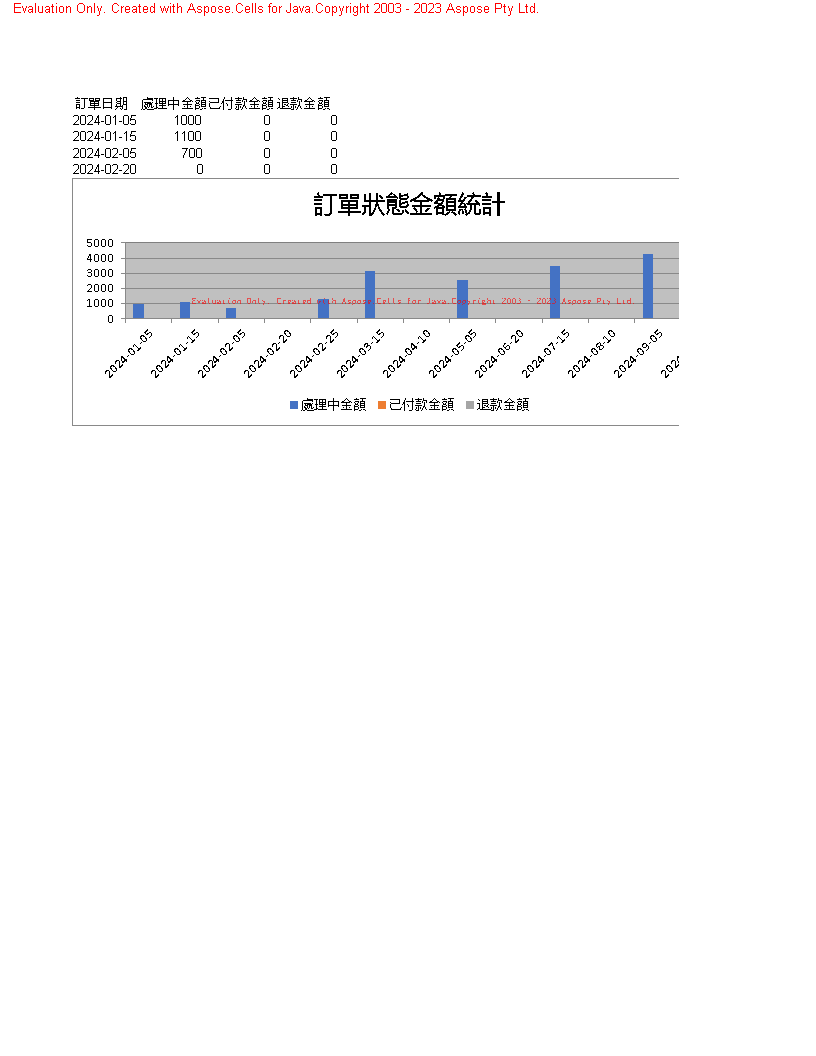 Evaluation Only. Created with Aspose.Cells for Java.Copyright 2003 - 2023 Aspose Pty Ltd.
訂單日期 處理中金額 已付款金額 退款金額
2024-01-05 1000 0 0
2024-01-15 1100 0 0
2024-02-05 700 0 0
2024-02-20 0 0 0
訂單狀態金額統計
5000
4000
3000
2000
1000
0
Evaluation Only. Created with Aspose.Cells for Java.Copyright 2003 - 2023 Aspose Pty Ltd.
2024-01-05 2024-01-15 2024-02-05 2024-02-20 2024-02-25 2024-03-15 2024-04-10 2024-05-05 2024-06-20 2024-07-15 2024-08-10 2024-09-05 2024
處理中金額 已付款金額 退款金額